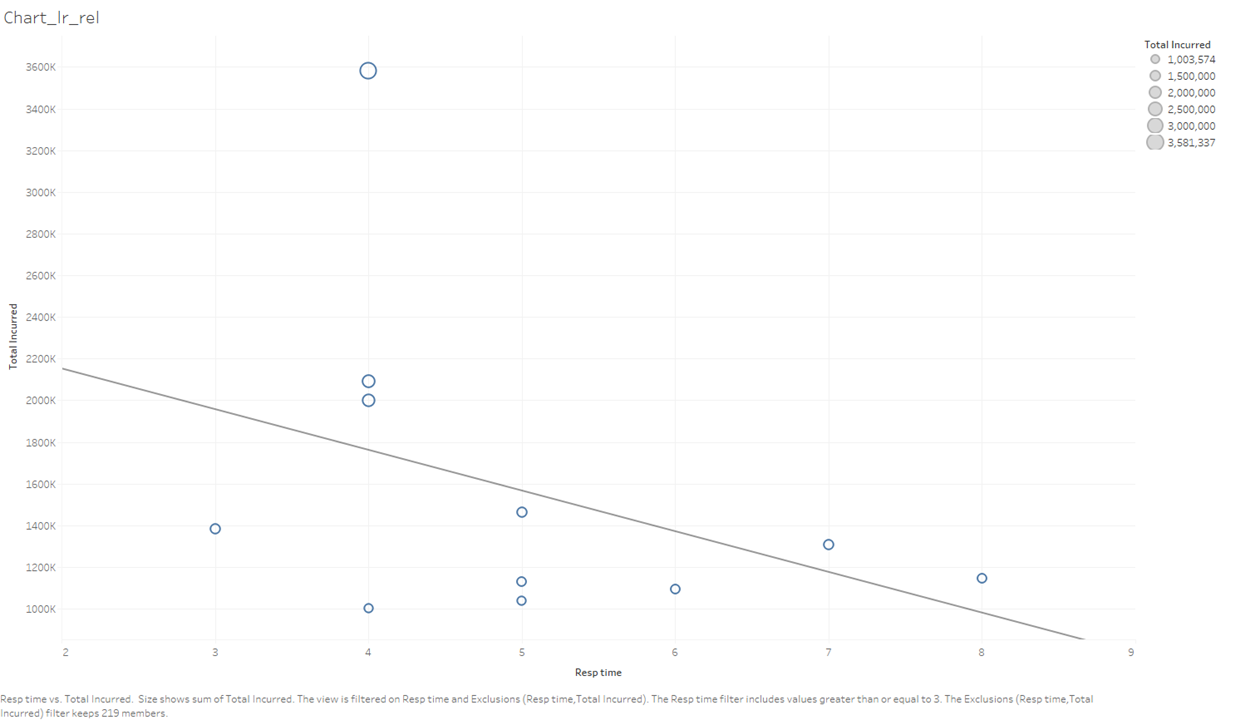 Chart_lr_rel
Total Incurred
1,003,574
1,500,000
2,000,000
2,500,000
3,000,000
3,581,337
3600K
3400K
3200K
3000K
2800K
2600K
2400K
2200K
2000K
1800K
1600K
1400K
1200K
1000K
Total Incurred
2 3 4 5 6 7 8 9
Resp time
Resp time vs. Total Incurred. Size shows sum of Total Incurred. The view is filtered on Resp time and Exclusions (Resp time,Total Incurred). The Resp time filter includes values greater than or equal to 3. The Exclusions (Resp time,Total
Incurred) filter keeps 219 members.